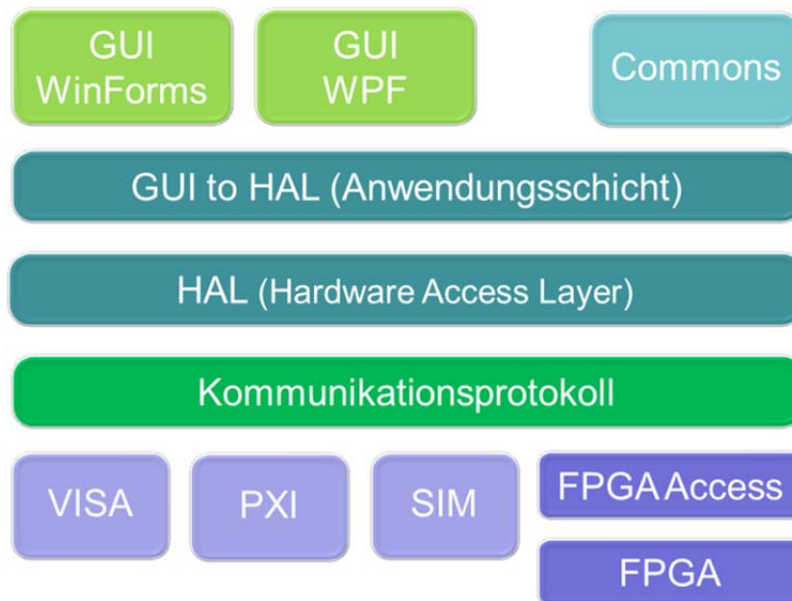 GUI
WinForms
GUI
WPF
Commons
GUI to HAL (Anwendungsschicht)
HAL (Hardware Access Layer)
Kommunikationsprotokoll
VISA
PXI
SIM
FPGA Access
FPGA